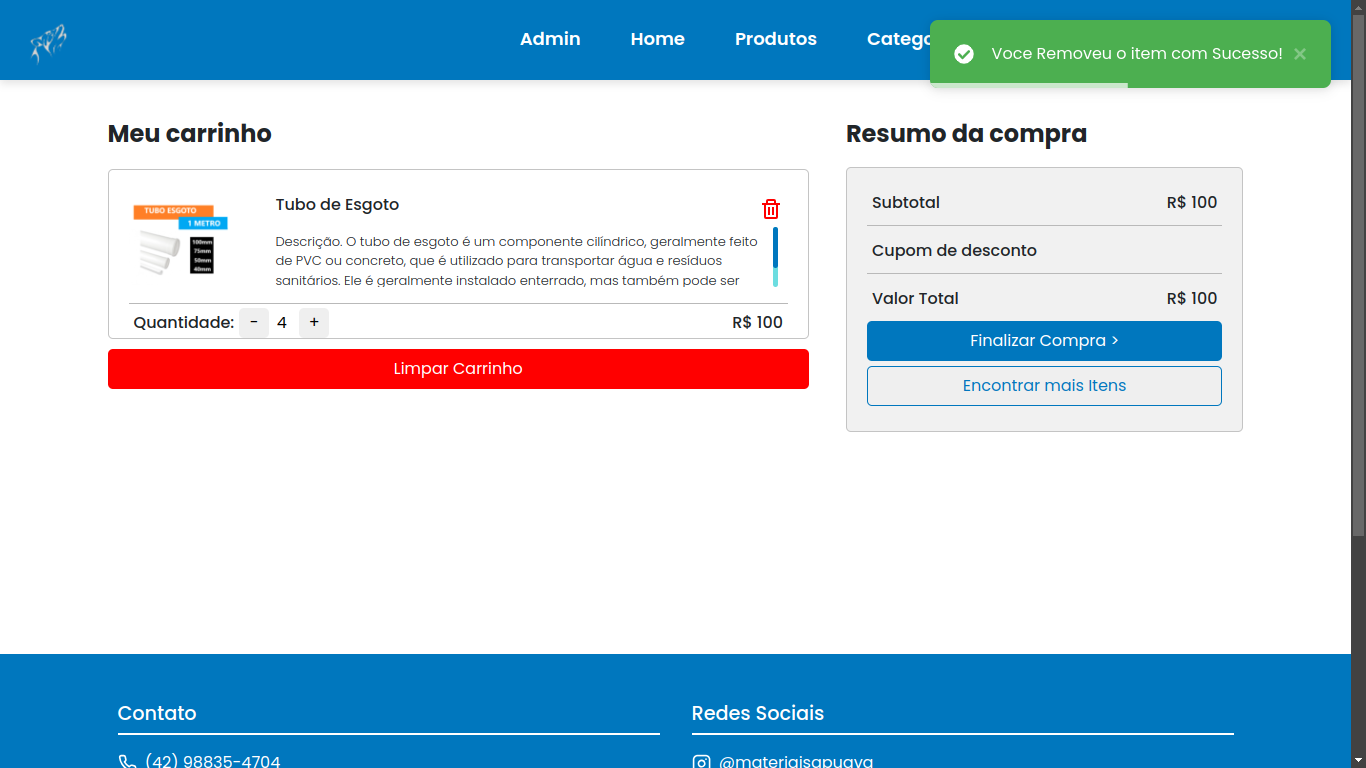 Admin Home Produtos Catego
Voce Removeu o item com Sucesso! ×
Meu carrinho
TUBO ESGOTO
1 METRO
100mm
75mm
50mm
40mm
Tubo de Esgoto
Descrição. O tubo de esgoto é um componente cilíndrico, geralmente feito
de PVC ou concreto, que é utilizado para transportar água e resíduos
sanitários. Ele é geralmente instalado enterrado, mas também pode ser
Quantidade: - 4 + R$ 100
Limpar Carrinho
Resumo da compra
Subtotal R$ 100
Cupom de desconto
Valor Total R$ 100
Finalizar Compra >
Encontrar mais Itens
Contato
(42) 98835-4704
Redes Sociais
@materiaisapuava